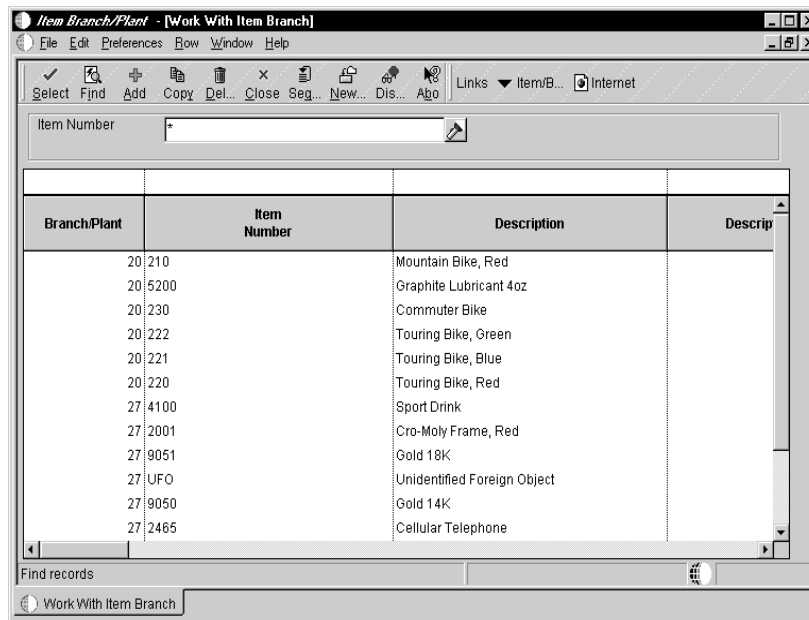 Item Branch/Plant - [Work With Item Branch]
File Edit Preferences Row Window Help
Select Find Add Copy Del... Close Seq... New... Dis... Abo Links Item/B... Internet
Item Number *
Branch/Plant Item Number Description Descrip
20 210 Mountain Bike, Red
20 5200 Graphite Lubricant 4oz
20 230 Commuter Bike
20 222 Touring Bike, Green
20 221 Touring Bike, Blue
20 220 Touring Bike, Red
27 4100 Sport Drink
27 2001 Cro-Moly Frame, Red
27 9051 Gold 18K
27 UFO Unidentified Foreign Object
27 9050 Gold 14K
27 2465 Cellular Telephone
Find records
Work With Item Branch